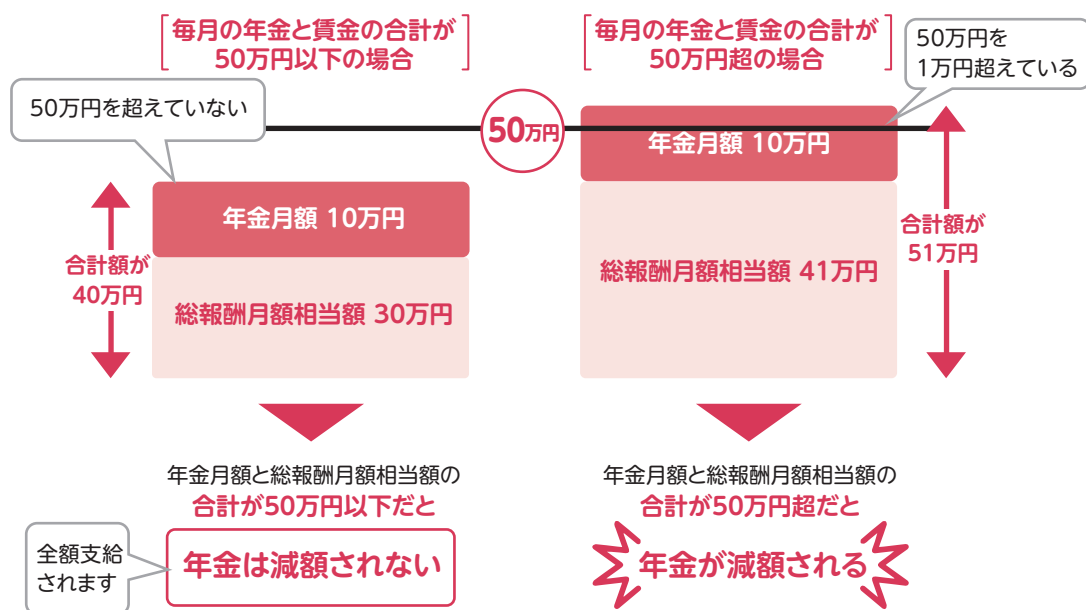 毎月の年金と賃金の合計が
50万円以下の場合
50万円を超えていない
年金月額 10万円
総報酬月額相当額 30万円
合計額が
40万円
50万円
毎月の年金と賃金の合計が
50万円超の場合
50万円を
1万円超えている
年金月額 10万円
総報酬月額相当額 41万円
合計額が
51万円
年金月額と総報酬月額相当額の
合計が50万円以下だと
全額支給
されます
年金は減額されない
年金月額と総報酬月額相当額の
合計が50万円超だと
年金が減額される